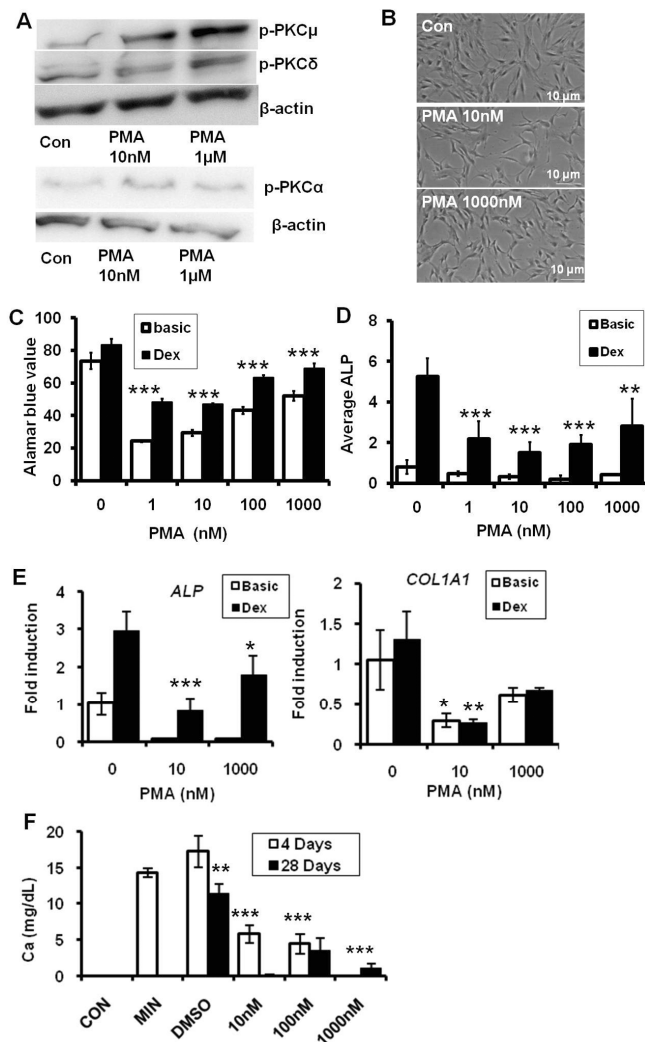 A
p-PKCμ
p-PKCδ
β-actin
Con PMA PMA
10nM 1μM
p-PKCα
β-actin
Con PMA PMA
10nM 1μM
B
Con
10 μm
PMA 10nM
10 μm
PMA 1000nM
10 μm
C
basic
Dex
Alamar blue value
100
80
60
40
20
0
*** *** *** ***
0 1 10 100 1000
PMA (nM)
D
Basic
Dex
Average ALP
8
6
4
2
0
*** *** *** **
0 1 10 100 1000
PMA (nM)
E
ALP
Basic
Dex
Fold induction
4
3
2
1
0
*** *
0 10 1000
PMA (nM)
COL1A1
Basic
Dex
Fold induction
2
1.5
1
0.5
0
* **
0 10 1000
PMA (nM)
F
4 Days
28 Days
Ca (mg/dL)
20
15
10
5
0
** *** *** ***
CON MIN DMSO 10nM 100nM 1000nM